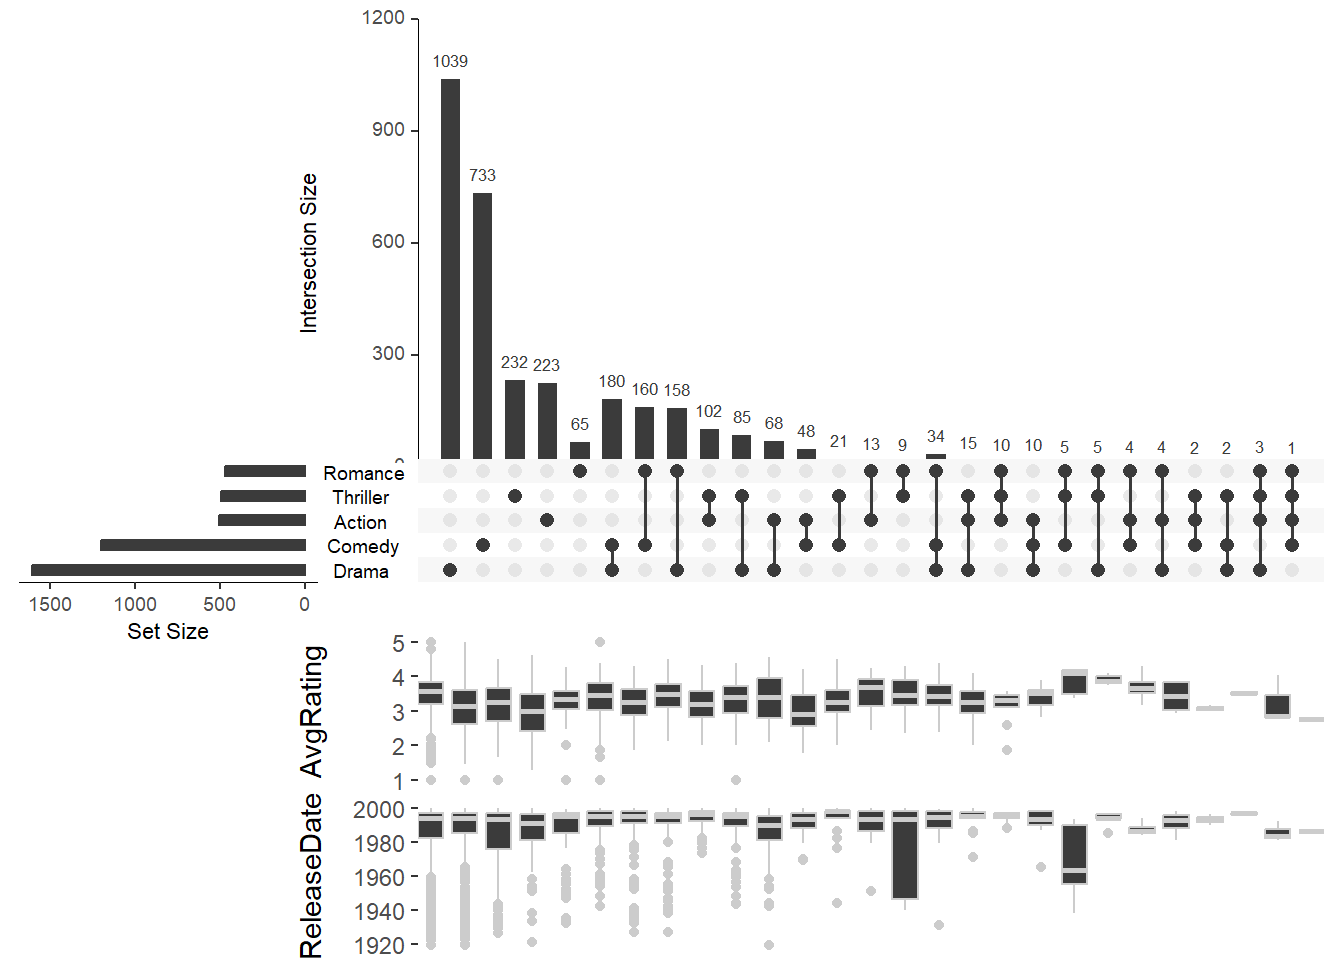 1200
1039
900
733
Intersection Size
600
300
232 223 65 180 160 158 102 85 68 48 21 13 9 34 15 10 10 5 5 4 4 2 2 3 1
0
Romance
Thriller
Action
Comedy
Drama
1500 1000 500 0
Set Size
AvgRating
5
4
3
2
1
ReleaseDate
2000
1980
1960
1940
1920